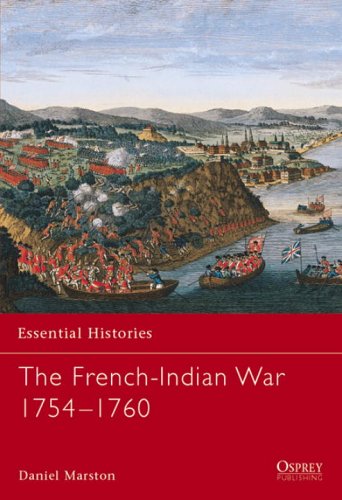 Essential Histories
The French-Indian War
1754–1760
Daniel Marston
OSPREY
PUBLISHING